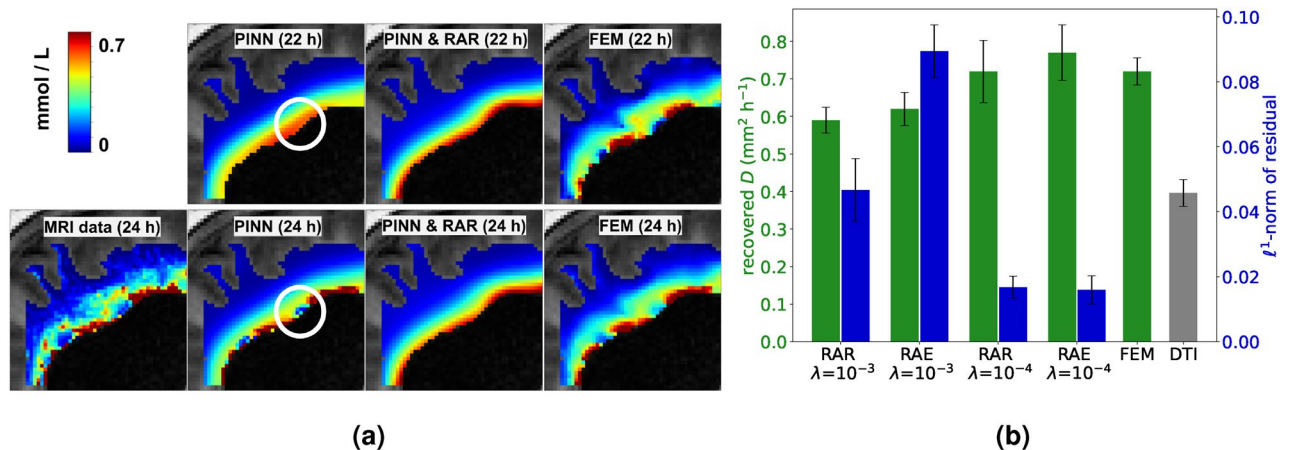 mmol / L
0.7
0
PINN (22 h)
PINN & RAR (22 h)
FEM (22 h)
MRI data (24 h)
PINN (24 h)
PINN & RAR (24 h)
FEM (24 h)
(a)
recovered D (mm² h⁻¹)
0.8
0.7
0.6
0.5
0.4
0.3
0.2
0.1
0.0
0.10
0.08
0.06
0.04
0.02
0.00
ℓ¹-norm of residual
RAR
λ=10⁻³
RAE
λ=10⁻³
RAR
λ=10⁻⁴
RAE
λ=10⁻⁴
FEM
DTI
(b)